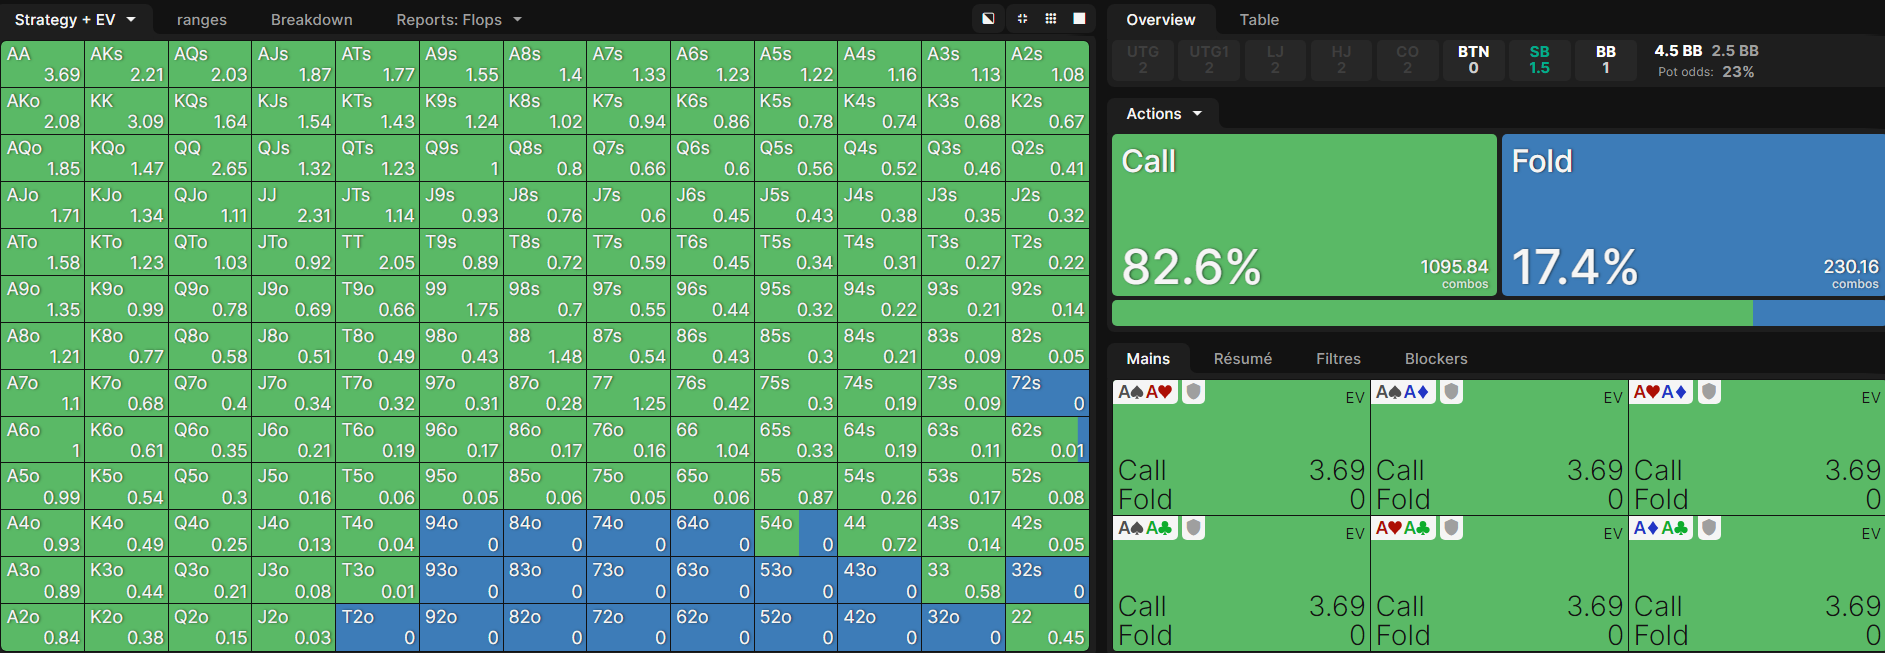 Strategy + EV ranges Breakdown Reports: Flops
AA AKs AQs AJs ATs A9s A8s A7s A6s A5s A4s A3s A2s
3.69 2.21 2.03 1.87 1.77 1.55 1.4 1.33 1.23 1.22 1.16 1.13 1.08
AKo KK KQs KJs KTs K9s K8s K7s K6s K5s K4s K3s K2s
2.08 3.09 1.64 1.54 1.43 1.24 1.02 0.94 0.86 0.78 0.74 0.68 0.67
AQo KQo QQ QJs QTs Q9s Q8s Q7s Q6s Q5s Q4s Q3s Q2s
1.85 1.47 2.65 1.32 1.23 1 0.8 0.66 0.6 0.56 0.52 0.46 0.41
AJo KJo QJo JJ JTs J9s J8s J7s J6s J5s J4s J3s J2s
1.71 1.34 1.11 2.31 1.14 0.93 0.76 0.6 0.45 0.43 0.38 0.35 0.32
ATo KTo QTo JTo TT T9s T8s T7s T6s T5s T4s T3s T2s
1.58 1.23 1.03 0.92 2.05 0.89 0.72 0.59 0.45 0.34 0.31 0.27 0.22
A9o K9o Q9o J9o T9o 99 98s 97s 96s 95s 94s 93s 92s
1.35 0.99 0.78 0.69 0.66 1.75 0.7 0.55 0.44 0.32 0.22 0.21 0.14
A8o K8o Q8o J8o T8o 98o 88 87s 86s 85s 84s 83s 82s
1.21 0.77 0.58 0.51 0.49 0.43 1.48 0.54 0.43 0.3 0.21 0.09 0.05
A7o K7o Q7o J7o T7o 97o 87o 77 76s 75s 74s 73s 72s
1.1 0.68 0.4 0.34 0.32 0.31 0.28 1.25 0.42 0.3 0.19 0.09 0
A6o K6o Q6o J6o T6o 96o 86o 76o 66 65s 64s 63s 62s
1 0.61 0.35 0.21 0.19 0.17 0.17 0.16 1.04 0.33 0.19 0.11 0.01
A5o K5o Q5o J5o T5o 95o 85o 75o 65o 55 54s 53s 52s
0.99 0.54 0.3 0.16 0.06 0.05 0.06 0.05 0.06 0.87 0.26 0.17 0.08
A4o K4o Q4o J4o T4o 94o 84o 74o 64o 54o 44 43s 42s
0.93 0.49 0.25 0.13 0.04 0 0 0 0 0 0.72 0.14 0.05
A3o K3o Q3o J3o T3o 93o 83o 73o 63o 53o 43o 33 32s
0.89 0.44 0.21 0.08 0.01 0 0 0 0 0 0 0.58 0
A2o K2o Q2o J2o T2o 92o 82o 72o 62o 52o 42o 32o 22
0.84 0.38 0.15 0.03 0 0 0 0 0 0 0 0 0.45
Overview Table
UTG UTG1 LJ HJ CO BTN SB BB 4.5 BB 2.5 BB
2 2 2 2 2 0 1.5 1 Pot odds: 23%
Actions
Call Fold
82.6% 1095.84 17.4% 230.16
combos combos
Mains Résumé Filtres Blockers
A♠A♥ EV A♠A♦ EV A♥A♦ EV
Call 3.69 Call 3.69 Call 3.69
Fold 0 Fold 0 Fold 0
A♠A♣ EV A♥A♣ EV A♦A♣ EV
Call 3.69 Call 3.69 Call 3.69
Fold 0 Fold 0 Fold 0